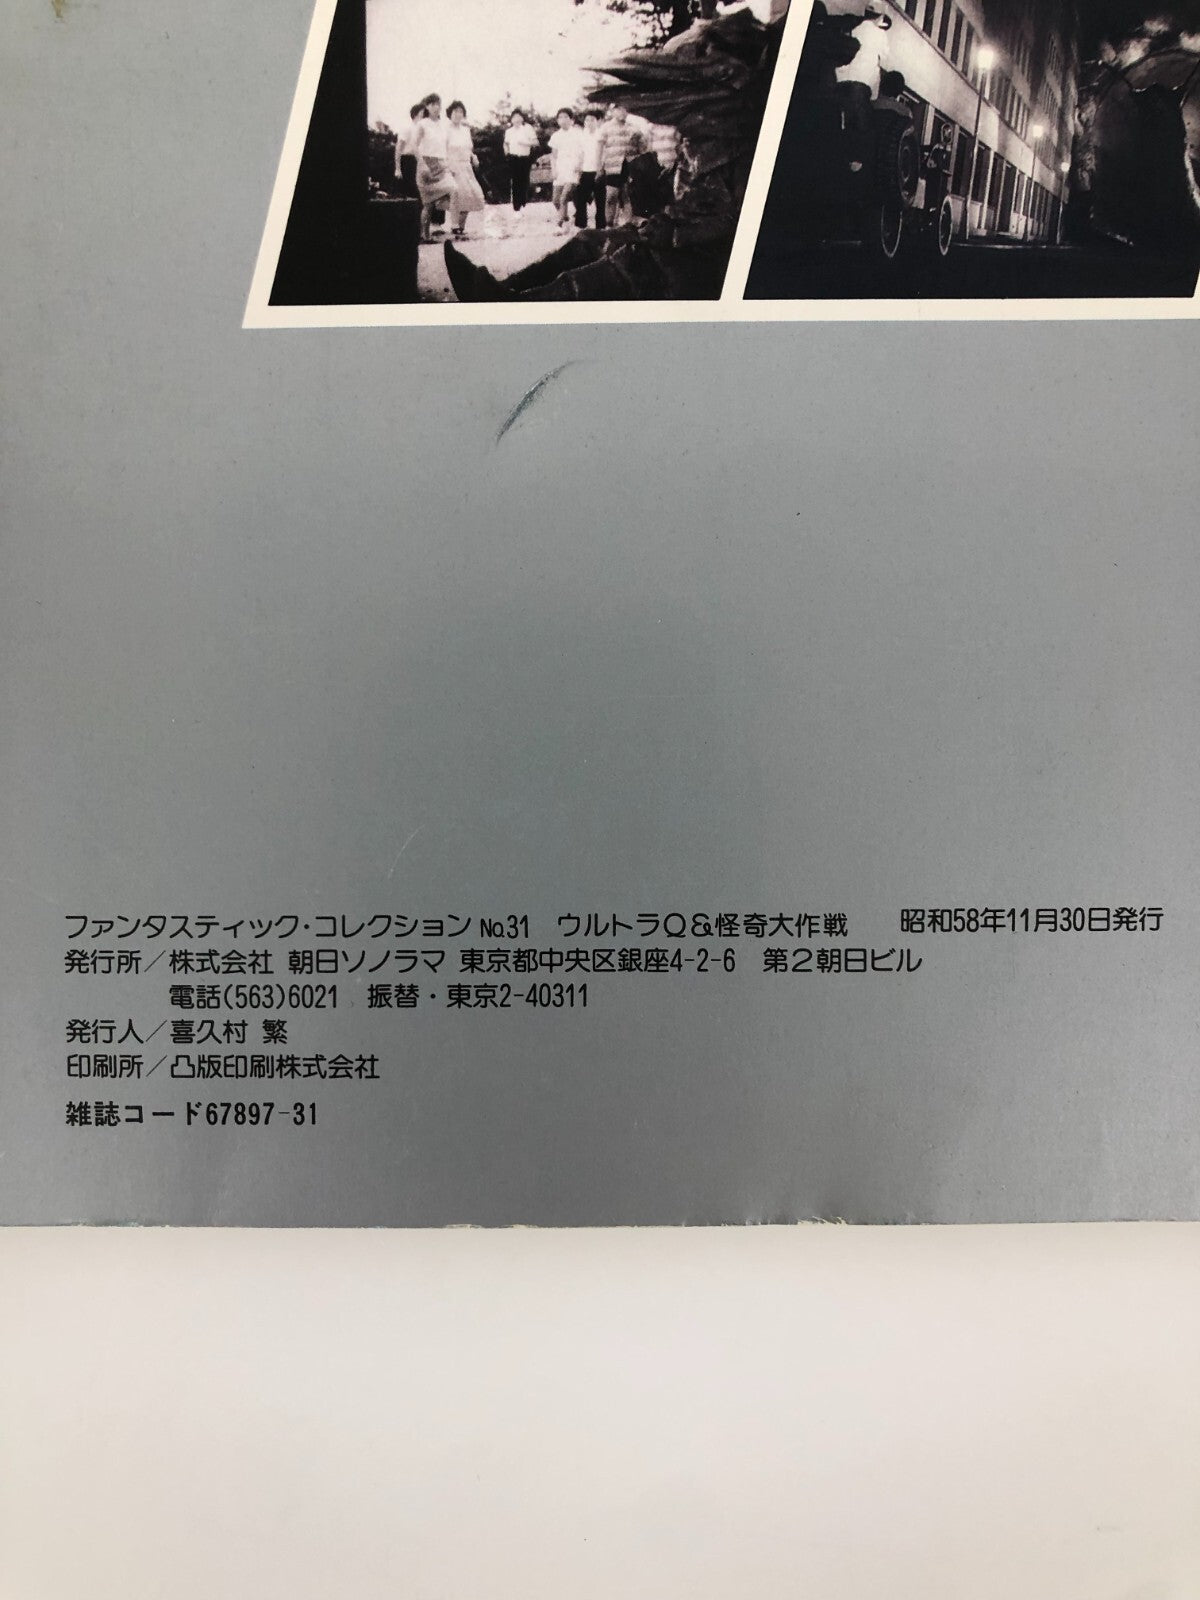 ファンタスティック・コレクション№31　ウルトラQ&怪奇大作戦　昭和58年11月30日発行
発行所／株式会社 朝日ソノラマ 東京都中央区銀座4-2-6　第2朝日ビル
電話(563)6021　振替・東京2-40311
発行人／喜久村 繁
印刷所／凸版印刷株式会社
雑誌コード67897-31